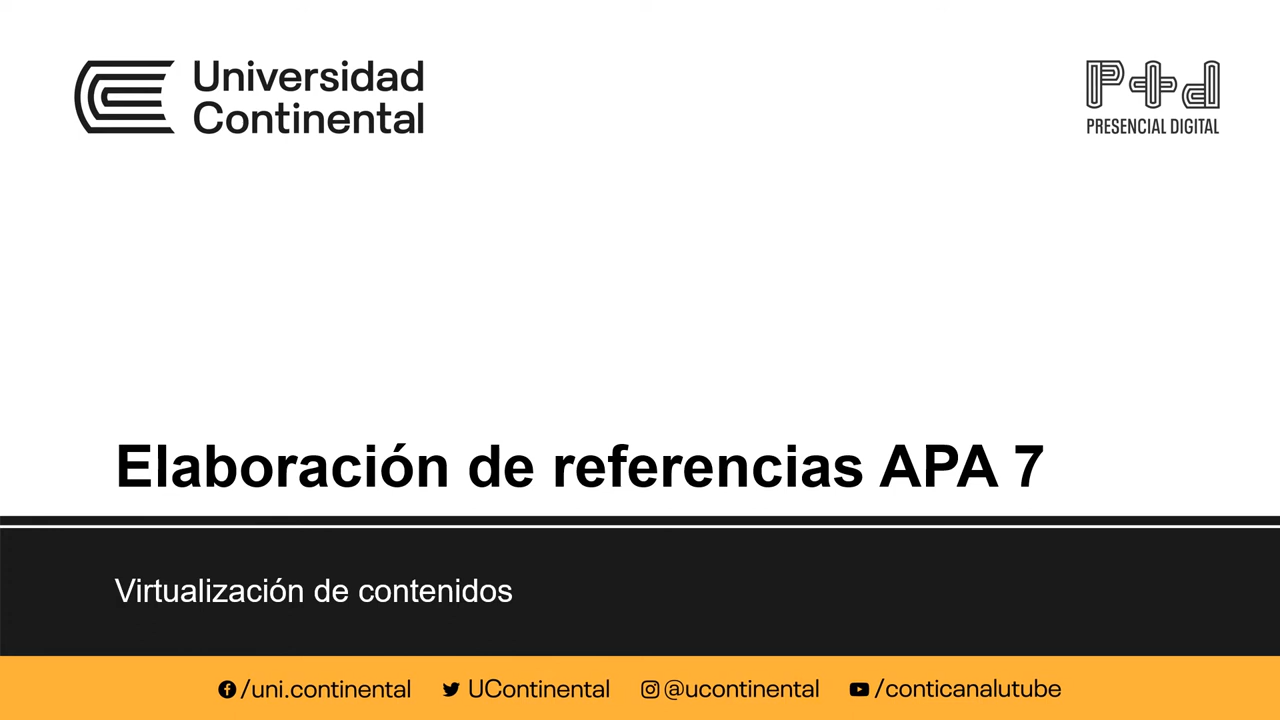 Universidad
Continental
P+d
PRESENCIAL DIGITAL
Elaboración de referencias APA 7
Virtualización de contenidos
/uni.continental UContinental @ucontinental /conticanalutube